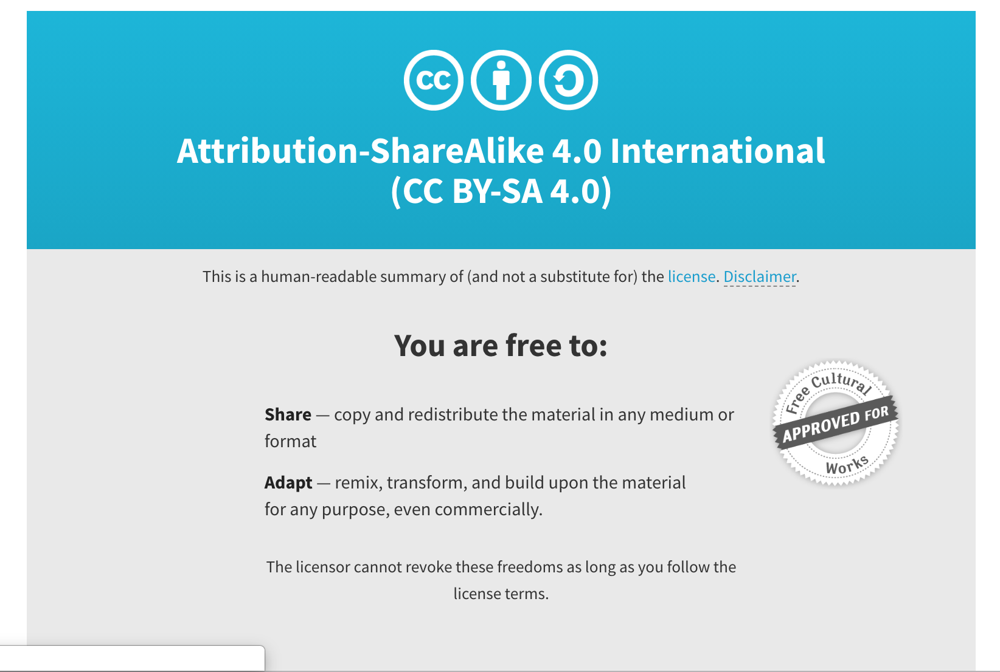 cc
Attribution-ShareAlike 4.0 International
(CC BY-SA 4.0)
This is a human-readable summary of (and not a substitute for) the license. Disclaimer.
You are free to:
Share — copy and redistribute the material in any medium or
format
Adapt — remix, transform, and build upon the material
for any purpose, even commercially.
Free Cultural
APPROVED FOR
Works
The licensor cannot revoke these freedoms as long as you follow the
license terms.